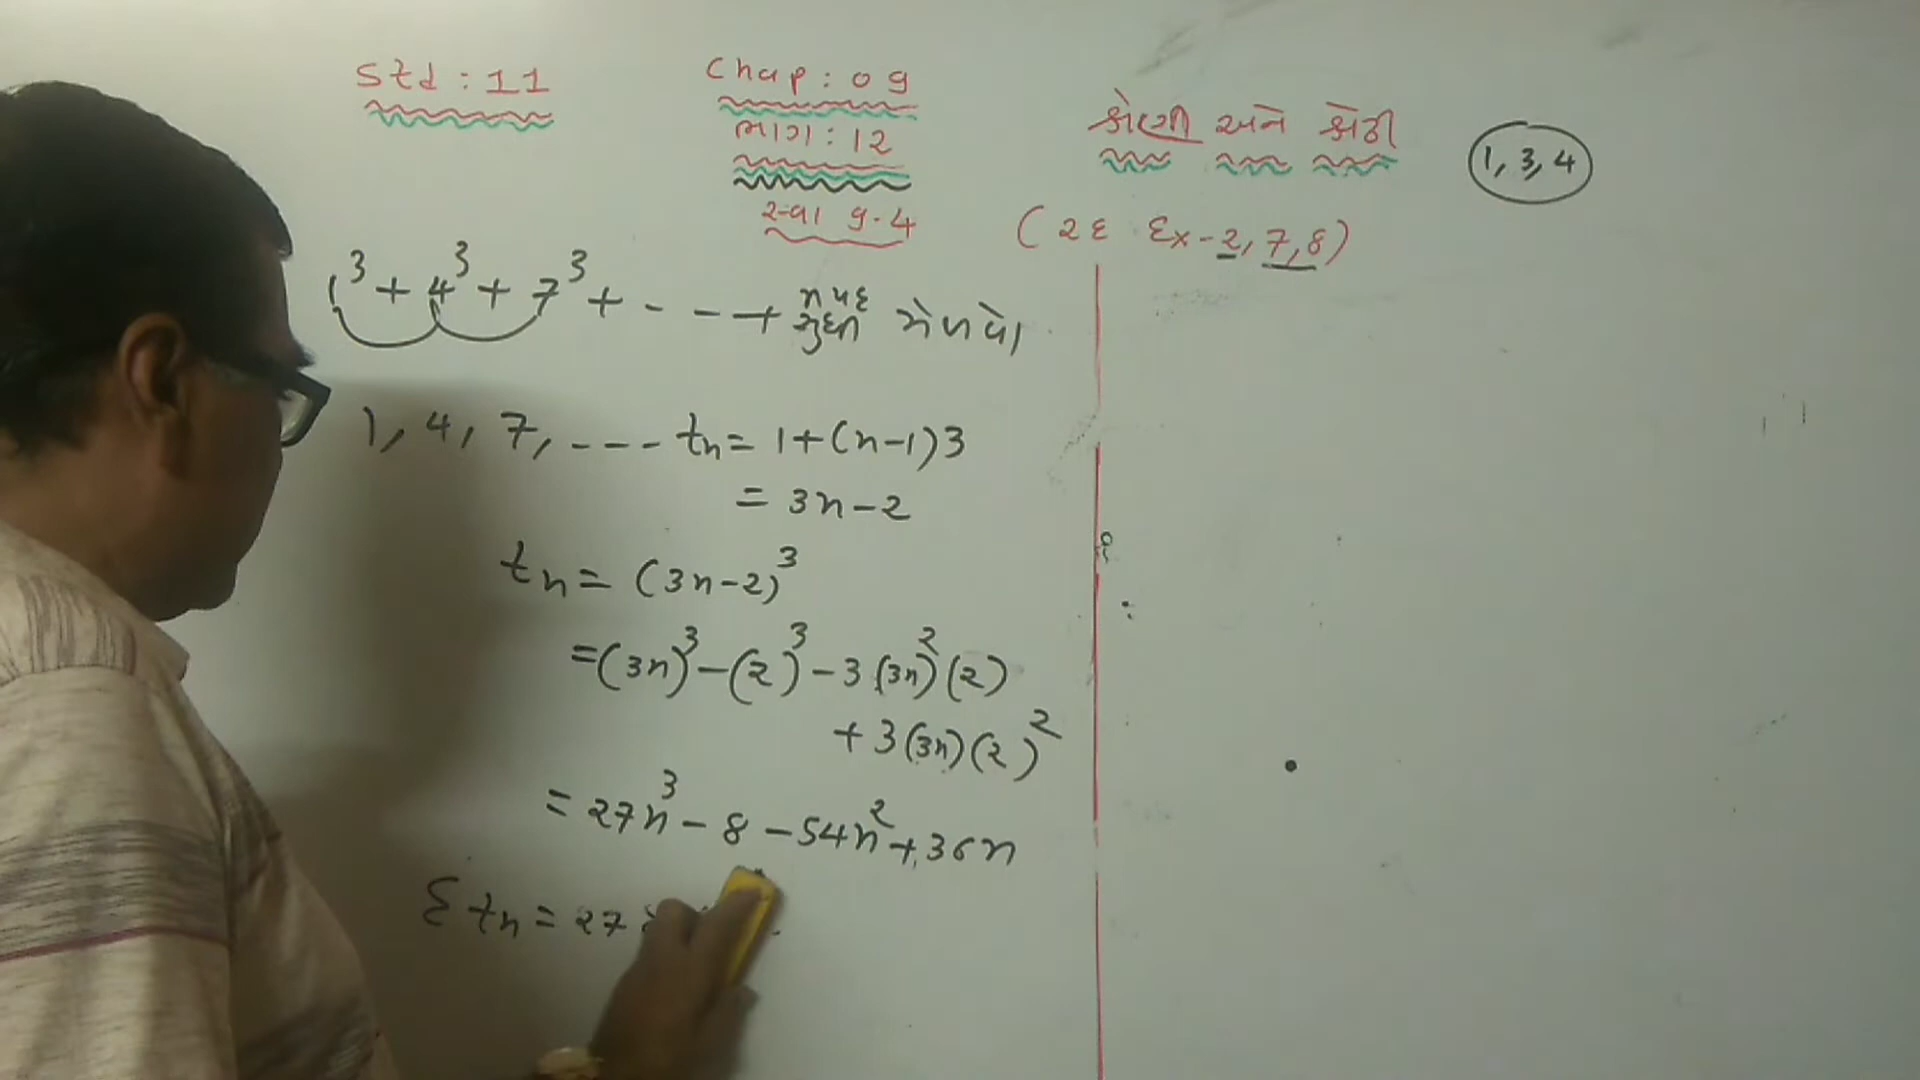 Std : 11
Chap : 09
ભાગ : 12
સ્વા 9.4
શ્રેણી અને શ્રેઢી
1, 3, 4
(રદ Ex-2, 7, 8)
1³ + 4³ + 7³ + - - - + n પદ સુધી મેળવો.
1, 4, 7, - - - - tn = 1+(n-1)3
= 3n-2
tn = (3n-2)³
=(3n)³-(2)³-3(3n)²(2)
+3(3n)(2)²
= 27n³ - 8 - 54n² + 36n
Σtn = 27